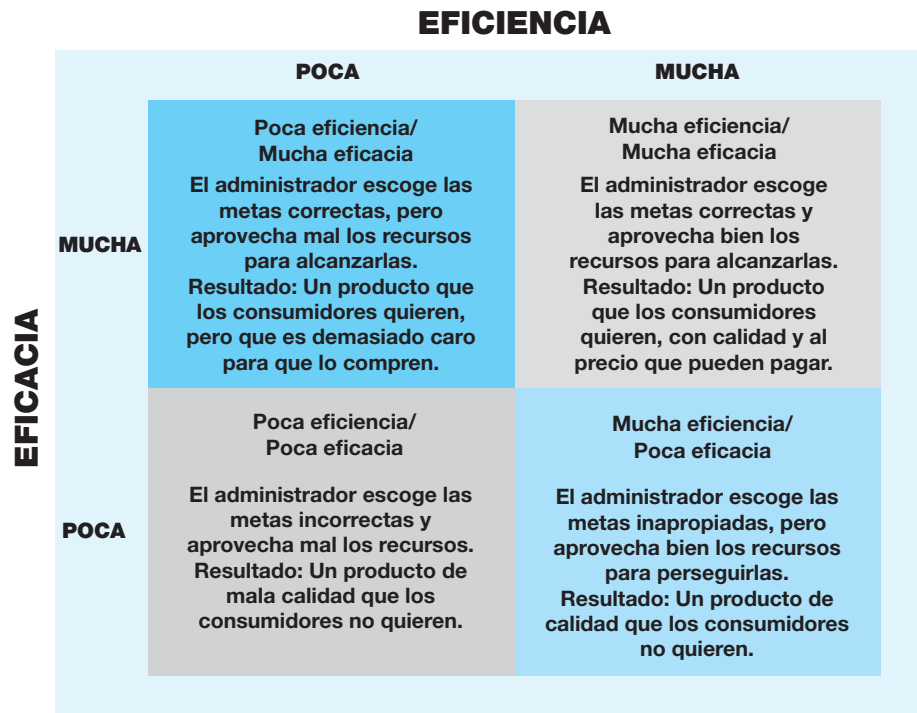 EFICIENCIA
POCA
MUCHA
EFICACIA
MUCHA
Poca eficiencia/
Mucha eficacia
El administrador escoge las
metas correctas, pero
aprovecha mal los recursos
para alcanzarlas.
Resultado: Un producto que
los consumidores quieren,
pero que es demasiado caro
para que lo compren.
Mucha eficiencia/
Mucha eficacia
El administrador escoge
las metas correctas y
aprovecha bien los
recursos para alcanzarlas.
Resultado: Un producto
que los consumidores
quieren, con calidad y al
precio que pueden pagar.
POCA
Poca eficiencia/
Poca eficacia
El administrador escoge las
metas incorrectas y
aprovecha mal los recursos.
Resultado: Un producto de
mala calidad que los
consumidores no quieren.
Mucha eficiencia/
Poca eficacia
El administrador escoge las
metas inapropiadas, pero
aprovecha bien los recursos
para perseguirlas.
Resultado: Un producto de
calidad que los consumidores
no quieren.